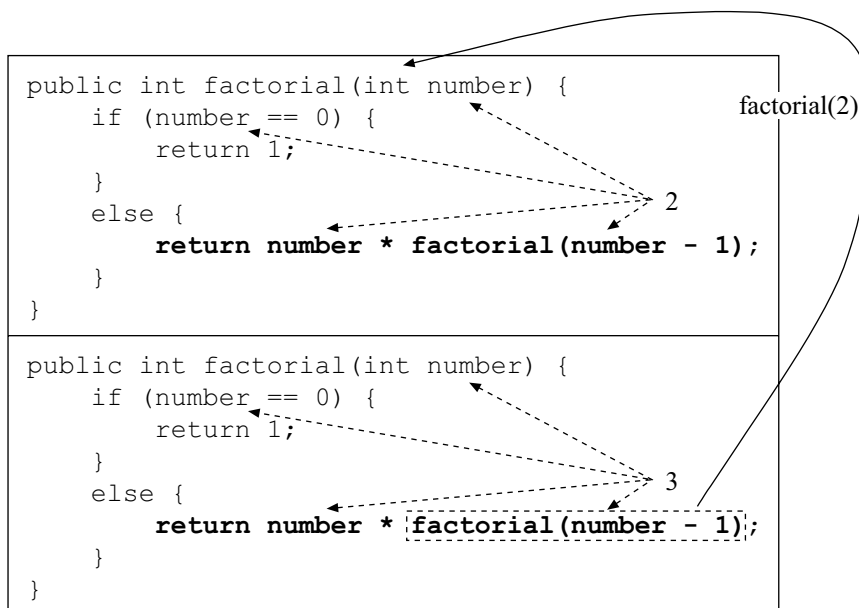 public int factorial(int number) {
if (number == 0) {
factorial(2)
return 1;
}
2
else {
return number * factorial(number - 1);
}
}
public int factorial(int number) {
if (number == 0) {
return 1;
}
3
else {
return number * factorial(number - 1);
}
}